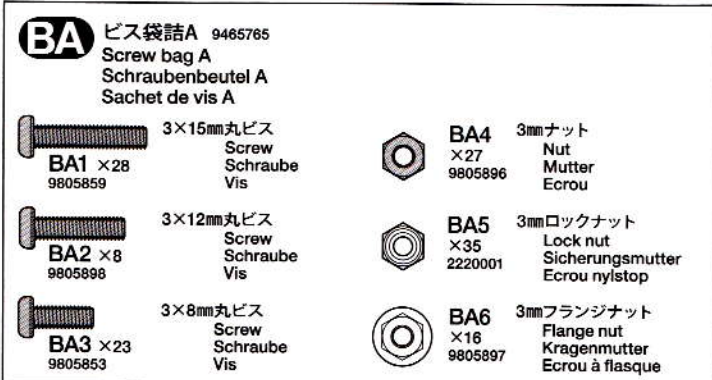 BA
ビス袋詰A 9465765
Screw bag A
Schraubenbeutel A
Sachet de vis A
BA1 ×28
9805859
3×15mm丸ビス
Screw
Schraube
Vis
BA2 ×8
9805898
3×12mm丸ビス
Screw
Schraube
Vis
BA3 ×23
9805853
3×8mm丸ビス
Screw
Schraube
Vis
BA4
×27
9805896
3mmナット
Nut
Mutter
Ecrou
BA5
×35
2220001
3mmロックナット
Lock nut
Sicherungsmutter
Ecrou nylstop
BA6
×16
9805897
3mmフランジナット
Flange nut
Kragenmutter
Ecrou à flasque